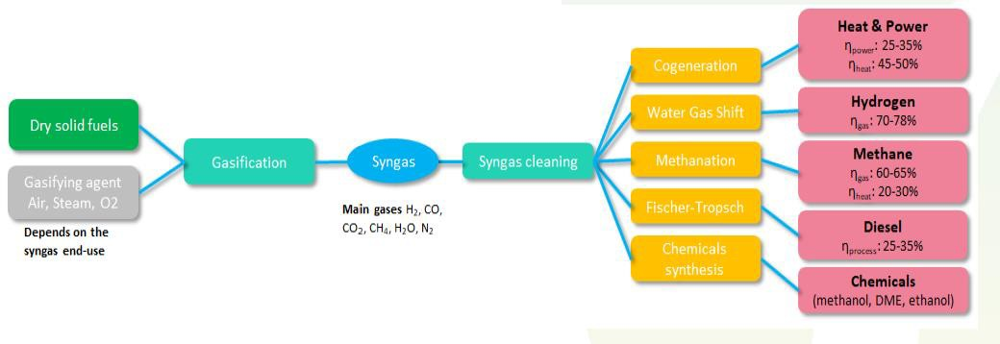 Dry solid fuels
Gasifying agent
Air, Steam, O2
Depends on the
syngas end-use
Gasification
Syngas
Main gases H₂, CO,
CO₂, CH₄, H₂O, N₂
Syngas cleaning
Cogeneration
Water Gas Shift
Methanation
Fischer-Tropsch
Chemicals
synthesis
Heat & Power
ηpower: 25-35%
ηheat: 45-50%
Hydrogen
ηgas: 70-78%
Methane
ηgas: 60-65%
ηheat: 20-30%
Diesel
ηprocess: 25-35%
Chemicals
(methanol, DME, ethanol)